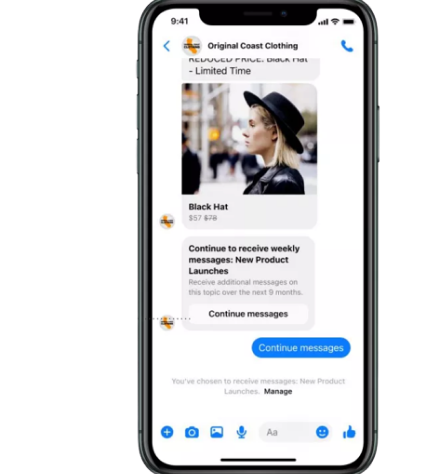 9:41
Original Coast Clothing
REDUCED PRICE: Black Hat
- Limited Time
Black Hat
$57 $78
Continue to receive weekly
messages: New Product
Launches
Receive additional messages on
this topic over the next 9 months.
Continue messages
Continue messages
You've chosen to receive messages: New Product
Launches. Manage
Aa